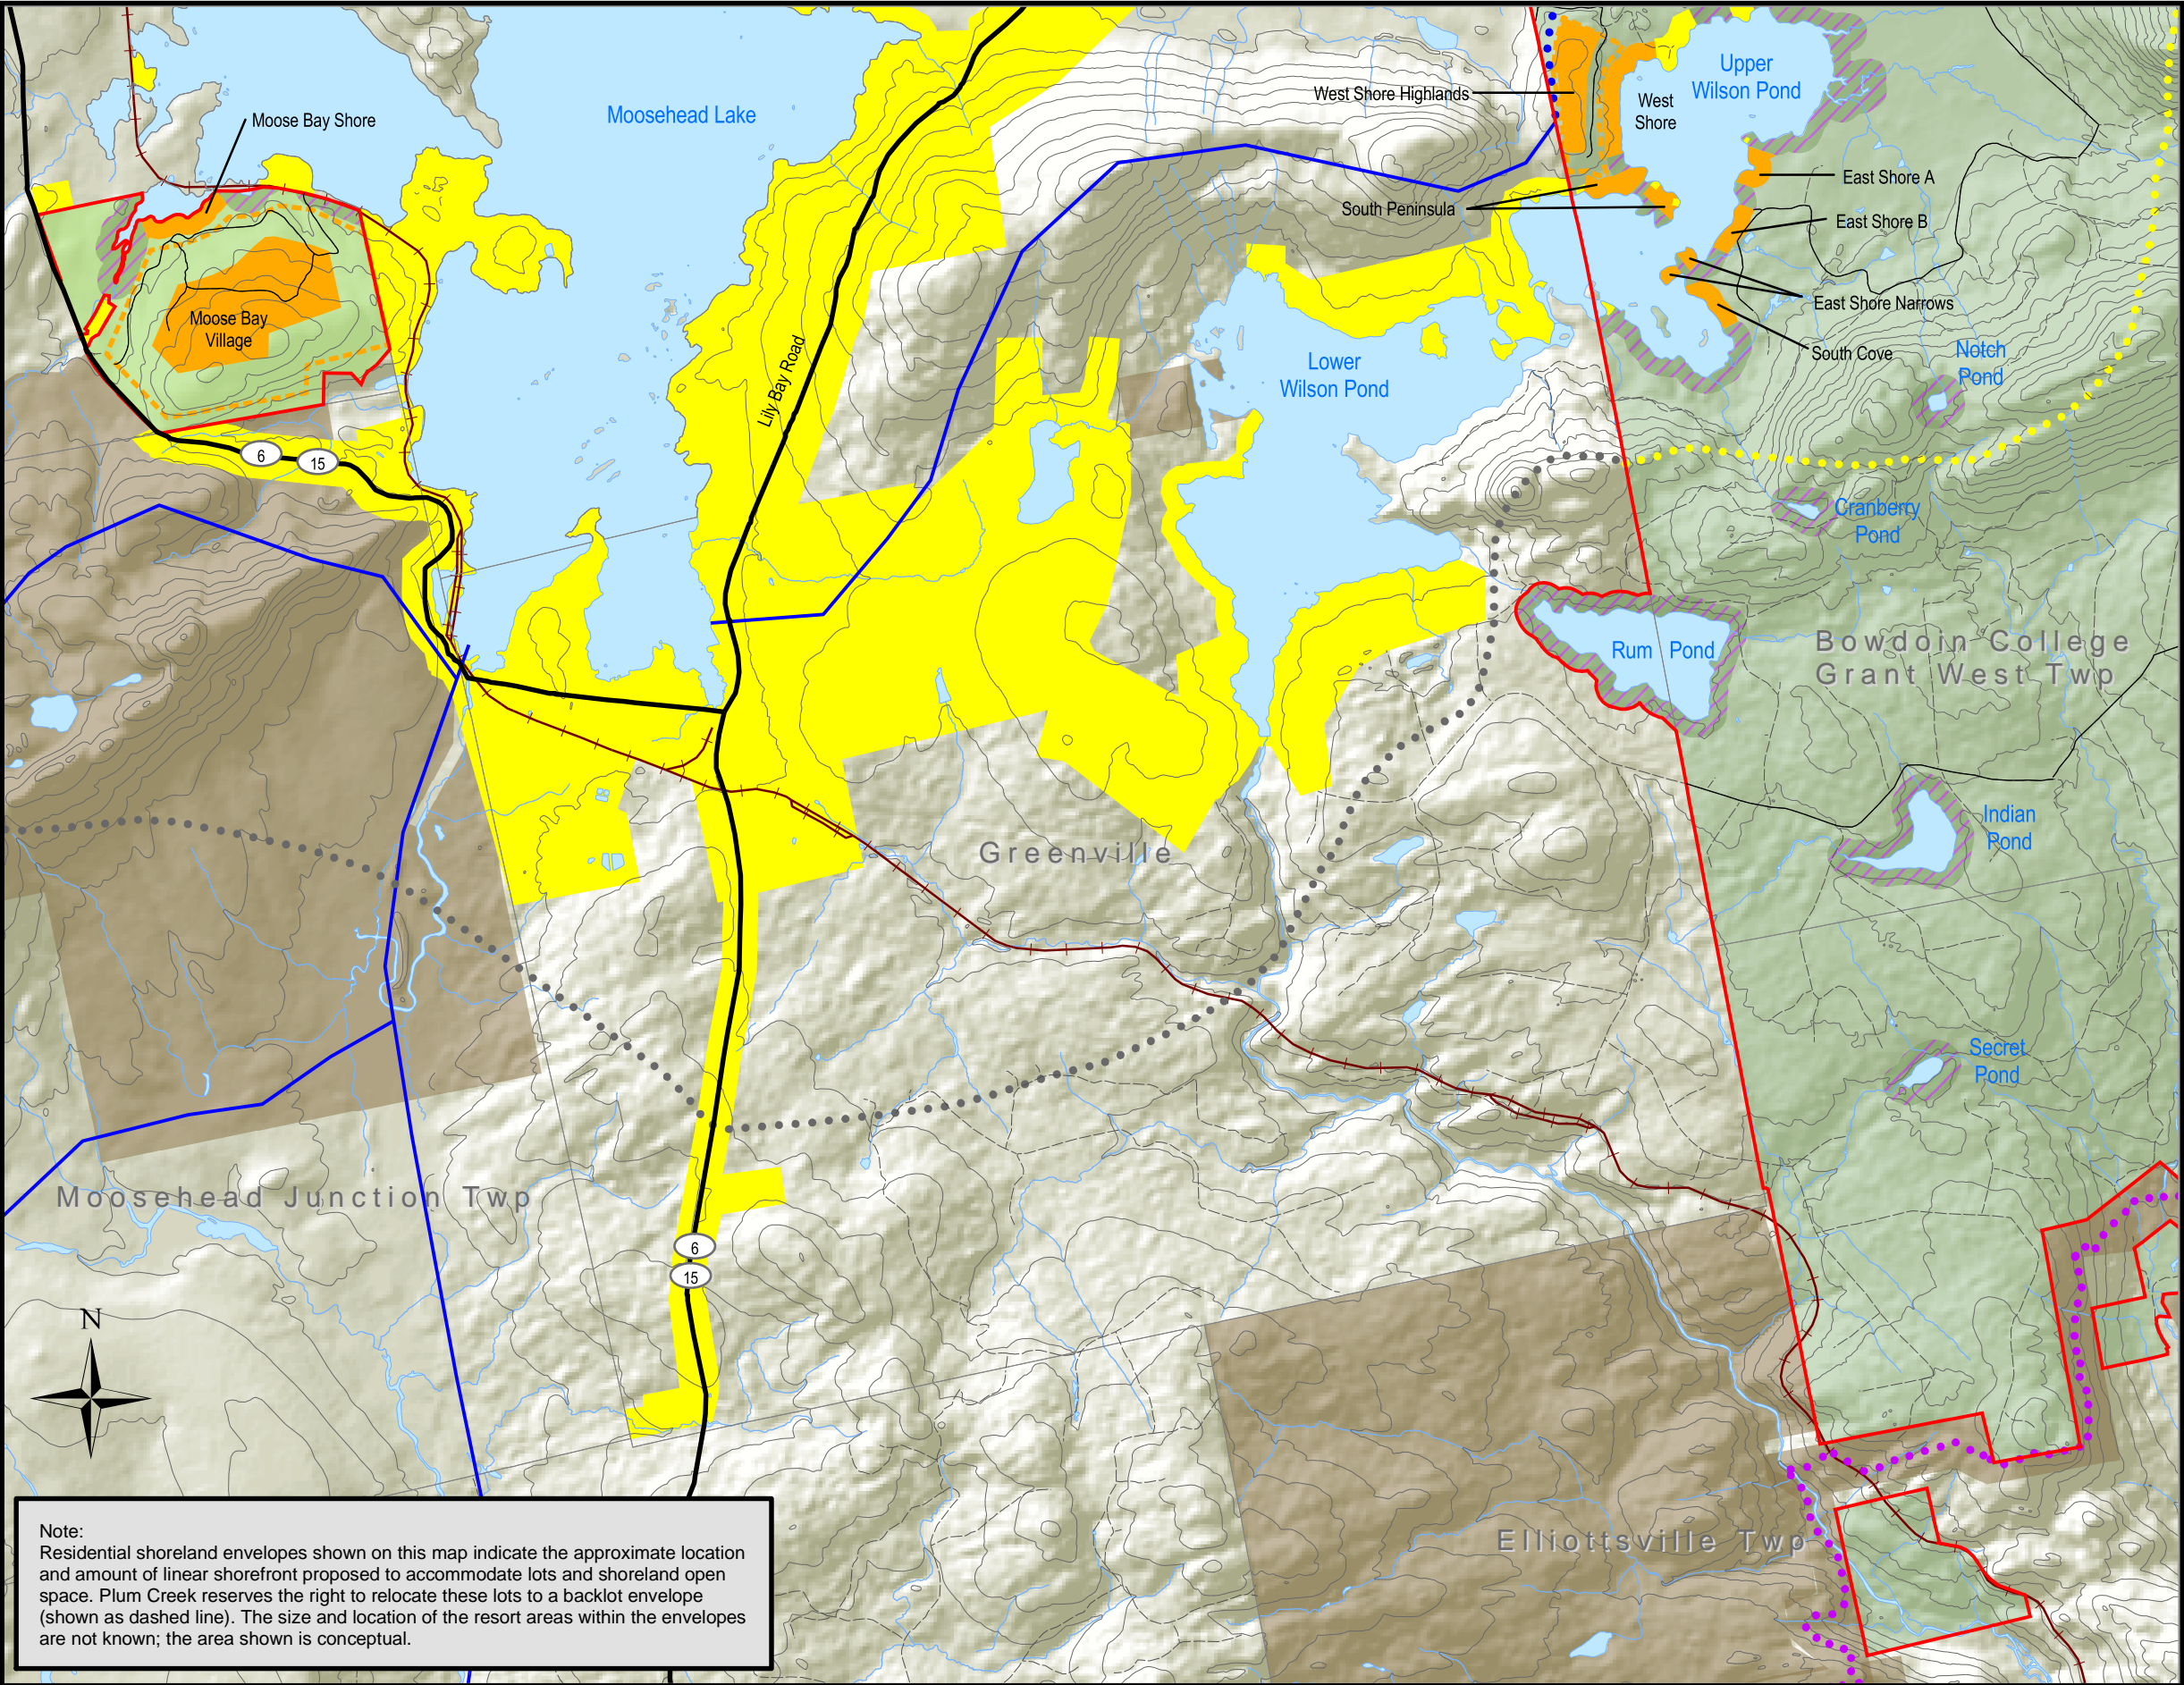 Moosehead Lake
Moose Bay Shore
Moose Bay
Village
6
15
Lily Bay Road
West Shore Highlands
West
Shore
Upper
Wilson Pond
South Peninsula
East Shore A
East Shore B
East Shore Narrows
South Cove
Lower
Wilson Pond
Notch
Pond
Cranberry
Pond
Rum Pond
Bowdoin College
Grant West Twp
Indian
Pond
Greenville
Secret
Pond
Moosehead Junction Twp
6
15
N
Elliottsville Twp
Note:
Residential shoreland envelopes shown on this map indicate the approximate location
and amount of linear shorefront proposed to accommodate lots and shoreland open
space. Plum Creek reserves the right to relocate these lots to a backlot envelope
(shown as dashed line). The size and location of the resort areas within the envelopes
are not known; the area shown is conceptual.